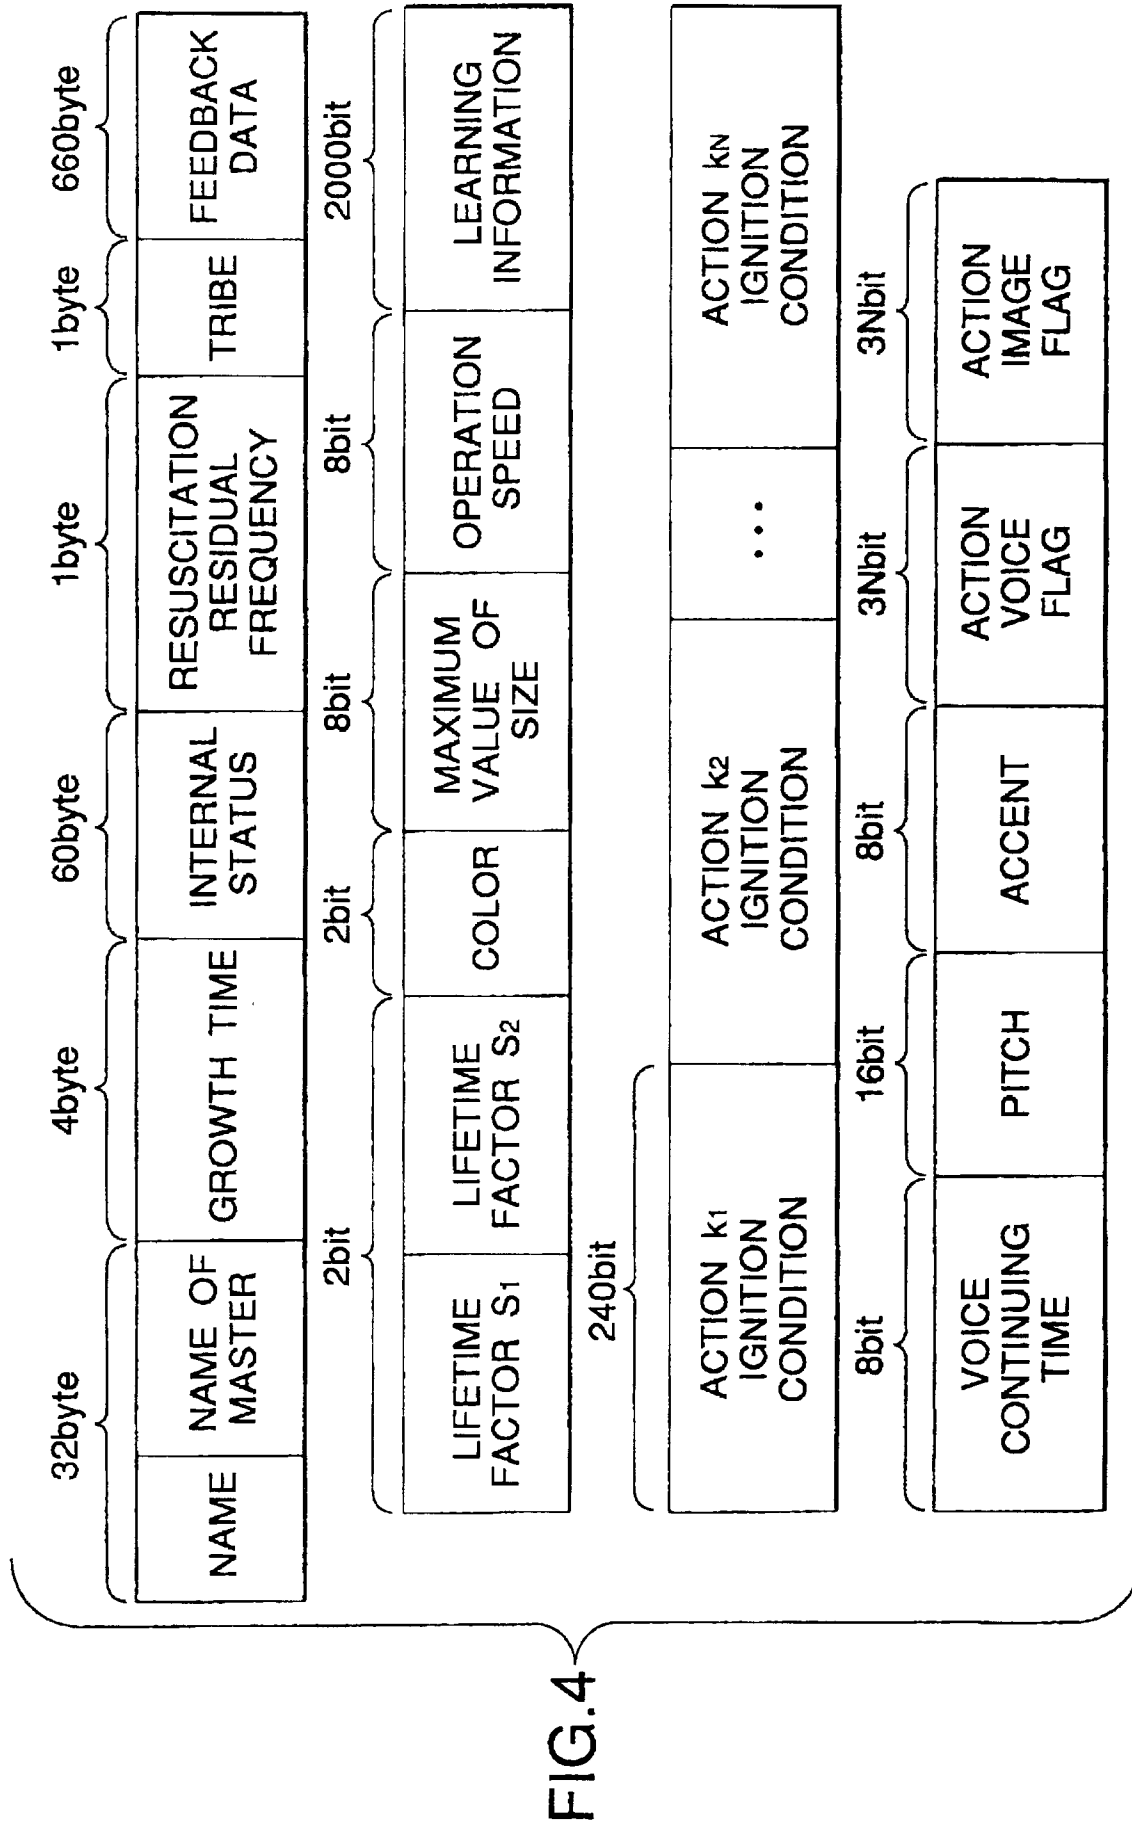 FIG.4
32byte
4byte
60byte
1byte
1byte
660byte
NAME
NAME OF
MASTER
GROWTH TIME
INTERNAL
STATUS
RESUSCITATION
RESIDUAL
FREQUENCY
TRIBE
FEEDBACK
DATA
2bit
2bit
8bit
8bit
2000bit
LIFETIME
FACTOR S1
LIFETIME
FACTOR S2
COLOR
MAXIMUM
VALUE OF
SIZE
OPERATION
SPEED
LEARNING
INFORMATION
240bit
ACTION k1
IGNITION
CONDITION
ACTION k2
IGNITION
CONDITION
...
ACTION kN
IGNITION
CONDITION
8bit
16bit
8bit
3Nbit
3Nbit
VOICE
CONTINUING
TIME
PITCH
ACCENT
ACTION
VOICE
FLAG
ACTION
IMAGE
FLAG